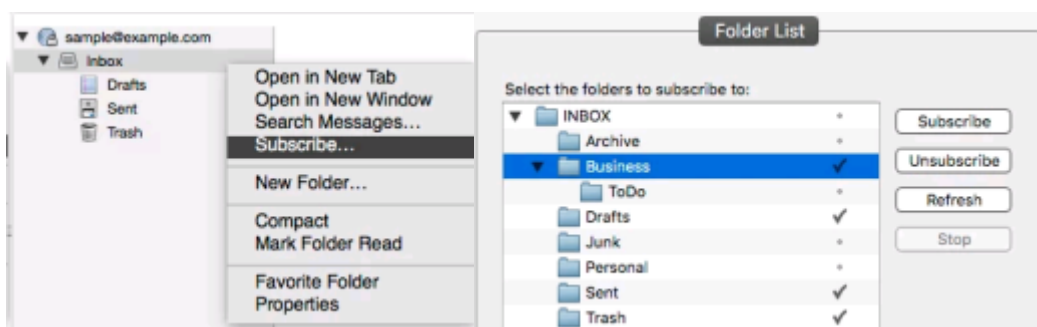 sample@example.com
Inbox
Drafts
Sent
Trash
Open in New Tab
Open in New Window
Search Messages...
Subscribe...
New Folder...
Compact
Mark Folder Read
Favorite Folder
Properties
Folder List
Select the folders to subscribe to:
INBOX
Archive
Business
ToDo
Drafts
Junk
Personal
Sent
Trash
Subscribe
Unsubscribe
Refresh
Stop